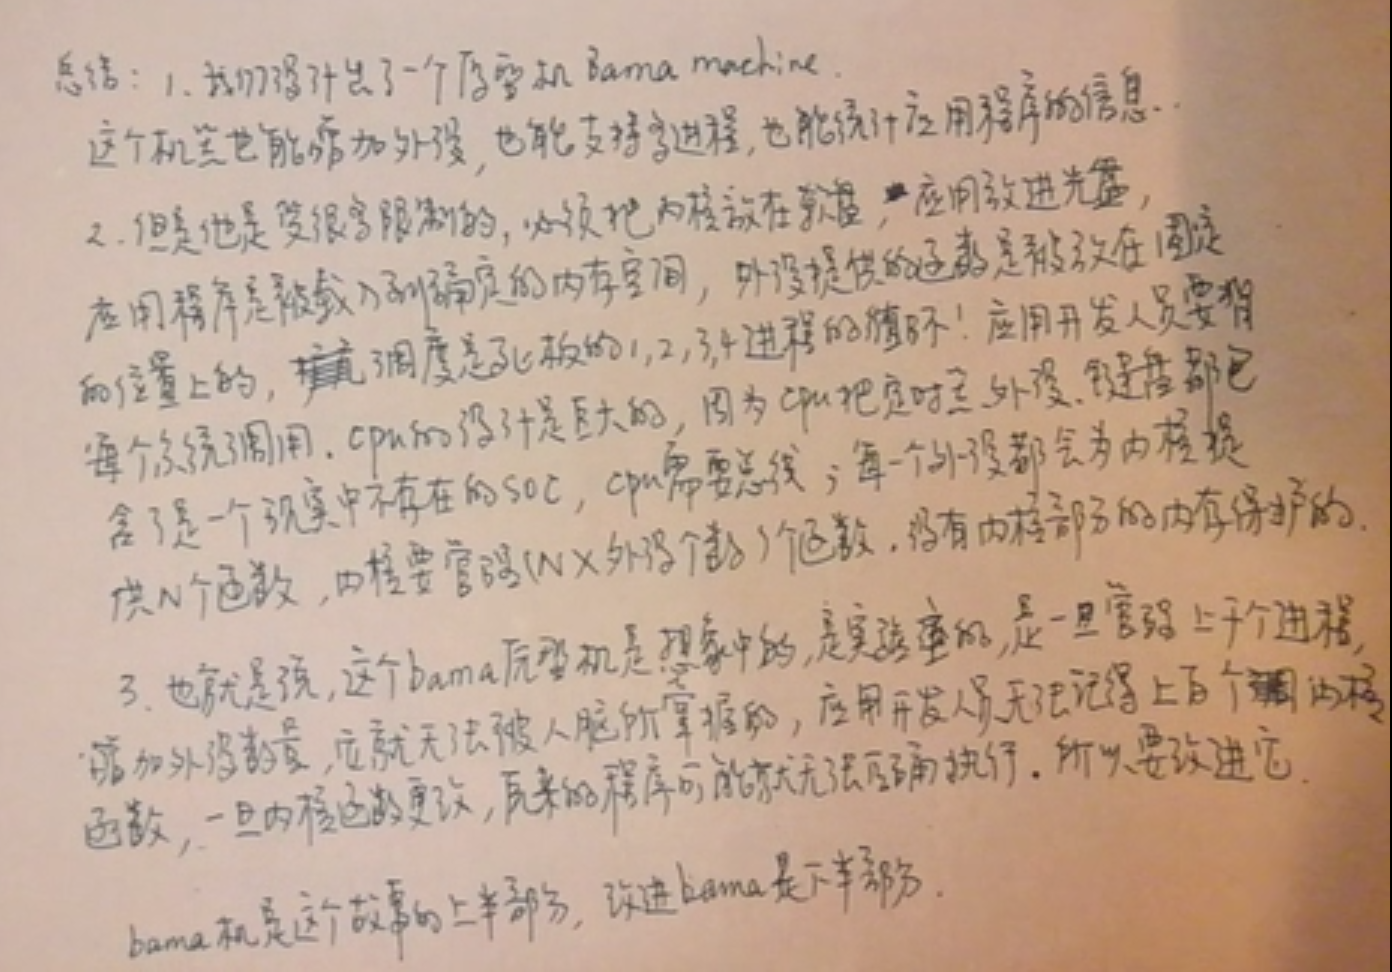 总结：1. 我们设计出了一个原型机 Bama machine.
这个机器也能增加外设，也能支持多进程，也能统计应用程序的信息.
2. 但是他是受很多限制的，必须把内核放在软盘，应用放进光盘，
应用程序是被载入到确定的内存空间，外设提供的函数是被放在固定
的位置上的，调度是死板的1,2,3,4进程的循环！应用开发人员要背
每个系统调用. cpu的设计是巨大的，因为cpu把定时器、外设、键盘都包
含了是一个现实中不存在的SOC，cpu需要总线；每一个外设都会为内核提
供N个函数，内核要管理(N×外设个数)个函数. 没有内核部分的内存保护的.
3. 也就是说，这个bama原型机是想象中的，是实验室的，是一旦管理上千个进程，
增加外设数量，它就无法被人脑所掌握的，应用开发人员无法记得上百个内核
函数，一旦内核函数更改，原来的程序可能就无法正确执行. 所以要改进它.
bama机是这个故事的上半部分，改进bama是下半部分.